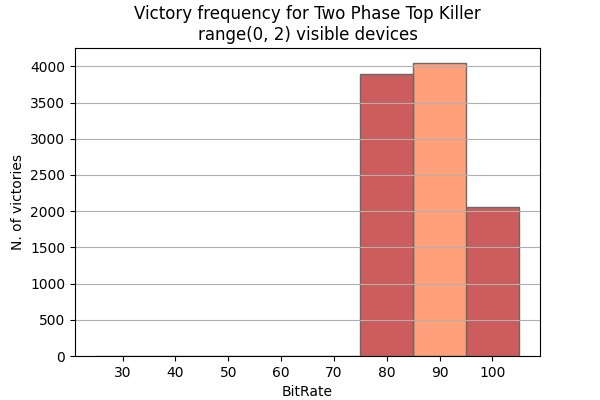 Victory frequency for Two Phase Top Killer
range(0, 2) visible devices
4000
3500
3000
2500
2000
1500
1000
500
0
N. of victories
30 40 50 60 70 80 90 100
BitRate